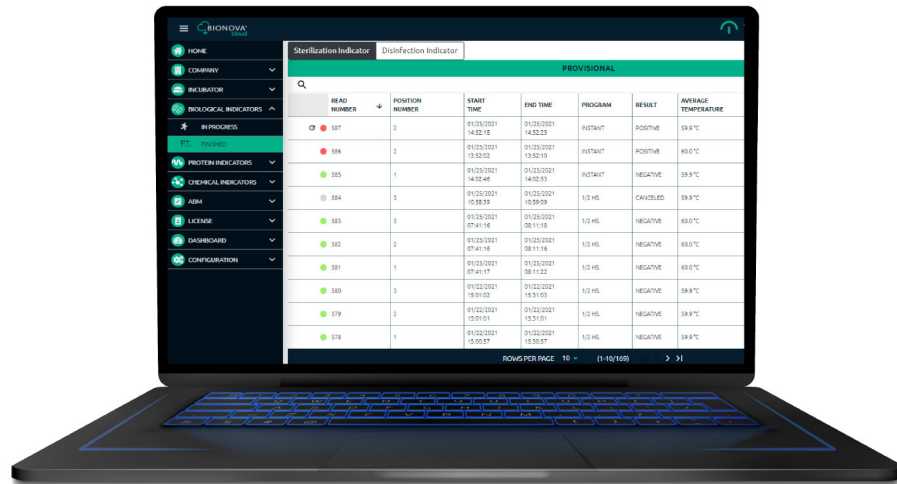 BIONOVA®
cloud
HOME
COMPANY
INCUBATOR
BIOLOGICAL INDICATORS
IN PROGRESS
FINISHED
PROTEIN INDICATORS
CHEMICAL INDICATORS
ABM
LICENSE
DASHBOARD
CONFIGURATION
Sterilization Indicator Disinfection Indicator
PROVISIONAL
READ NUMBER POSITION NUMBER START TIME END TIME PROGRAM RESULT AVERAGE TEMPERATURE
587 2 01/25/2021 14:52:18 01/25/2021 14:52:25 INSTANT POSITIVE 59.9 °C
586 2 01/25/2021 13:52:02 01/25/2021 13:52:10 INSTANT POSITIVE 60.0 °C
585 1 01/25/2021 14:02:46 01/25/2021 14:02:53 INSTANT NEGATIVE 59.9 °C
584 3 01/25/2021 10:58:39 01/25/2021 10:59:09 1/2 HS. CANCELED 59.9 °C
583 3 01/25/2021 07:41:16 01/25/2021 08:11:18 1/2 HS. NEGATIVE 60.0 °C
582 2 01/25/2021 07:41:16 01/25/2021 08:11:16 1/2 HS. NEGATIVE 60.0 °C
581 1 01/25/2021 07:41:17 01/25/2021 08:11:22 1/2 HS. NEGATIVE 60.0 °C
580 3 01/22/2021 15:01:02 01/22/2021 15:31:03 1/2 HS. NEGATIVE 59.9 °C
579 2 01/22/2021 15:01:01 01/22/2021 15:31:01 1/2 HS. NEGATIVE 59.9 °C
578 1 01/22/2021 15:00:57 01/22/2021 15:30:57 1/2 HS. NEGATIVE 59.9 °C
ROWS PER PAGE 10 (1-10/169)